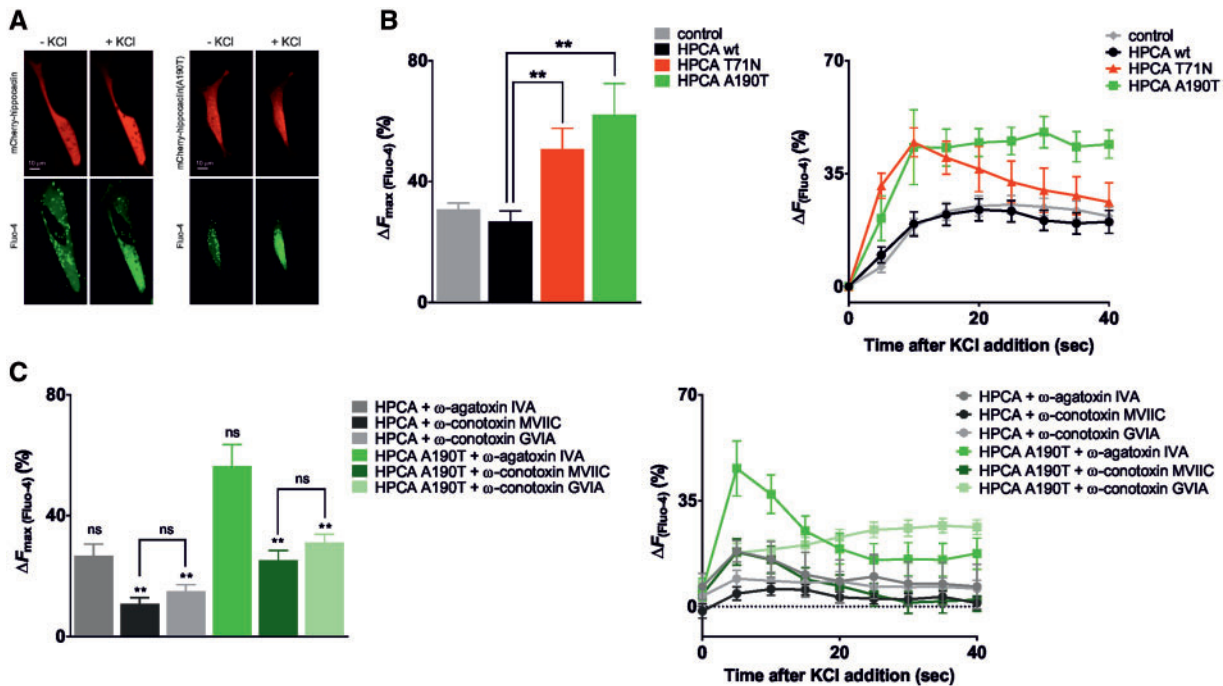 A
- KCl + KCl - KCl + KCl
mCherry-hippocaclin
mCherry-hippocaclin(A190T)
10 µm
10 µm
Fluo-4
Fluo-4
B
ΔFmax (Fluo-4) (%)
80
40
0
**
**
control
HPCA wt
HPCA T71N
HPCA A190T
ΔF(Fluo-4) (%)
70
35
0
0 20 40
Time after KCl addition (sec)
control
HPCA wt
HPCA T71N
HPCA A190T
C
ΔFmax (Fluo-4) (%)
80
40
0
ns
ns
**
**
ns
ns
**
**
HPCA + ω-agatoxin IVA
HPCA + ω-conotoxin MVIIC
HPCA + ω-conotoxin GVIA
HPCA A190T + ω-agatoxin IVA
HPCA A190T + ω-conotoxin MVIIC
HPCA A190T + ω-conotoxin GVIA
ΔF(Fluo-4) (%)
70
35
0
0 20 40
Time after KCl addition (sec)
HPCA + ω-agatoxin IVA
HPCA + ω-conotoxin MVIIC
HPCA + ω-conotoxin GVIA
HPCA A190T + ω-agatoxin IVA
HPCA A190T + ω-conotoxin MVIIC
HPCA A190T + ω-conotoxin GVIA